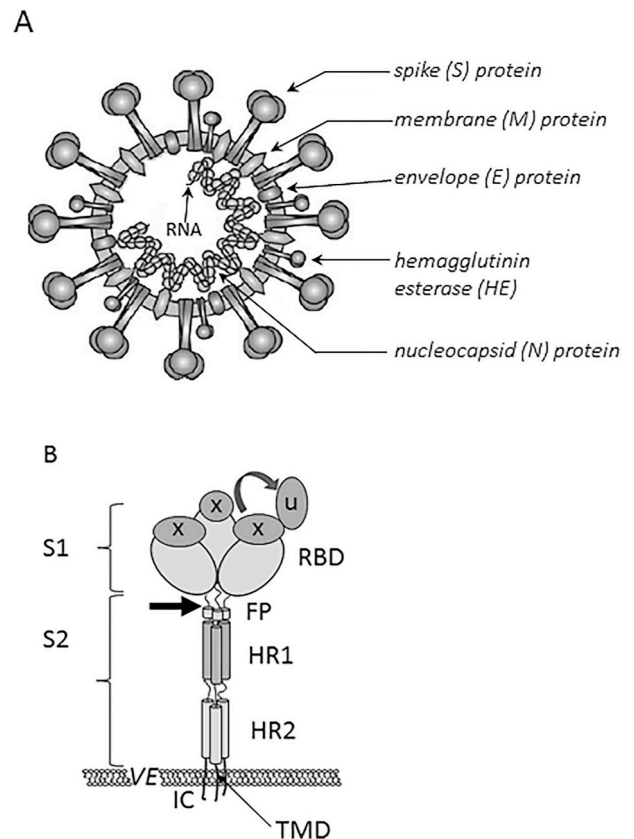 A
spike (S) protein
membrane (M) protein
envelope (E) protein
RNA
hemagglutinin
esterase (HE)
nucleocapsid (N) protein
B
x
u
x
x
S1
RBD
FP
S2
HR1
HR2
VE
IC
TMD